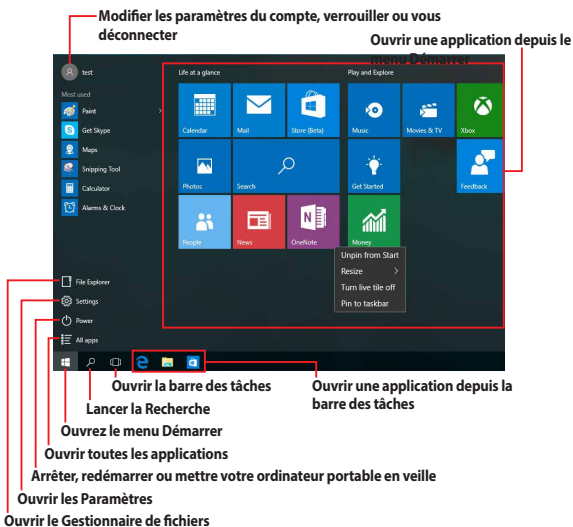 Modifier les paramètres du compte, verrouiller ou vous
déconnecter
Ouvrir une application depuis le
menu Démarrer
test
Life at a glance
Play and Explore
Most used
Paint
Get Skype
Maps
Snipping Tool
Calculator
Alarms & Clock
Calendar
Mail
Store (Beta)
Music
Movies & TV
Xbox
Photos
Search
Get Started
Feedback
People
News
OneNote
Money
Unpin from Start
Resize
Turn live tile off
Pin to taskbar
File Explorer
Settings
Power
All apps
Ouvrir la barre des tâches
Ouvrir une application depuis la
barre des tâches
Lancer la Recherche
Ouvrez le menu Démarrer
Ouvrir toutes les applications
Arrêter, redémarrer ou mettre votre ordinateur portable en veille
Ouvrir les Paramètres
Ouvrir le Gestionnaire de fichiers